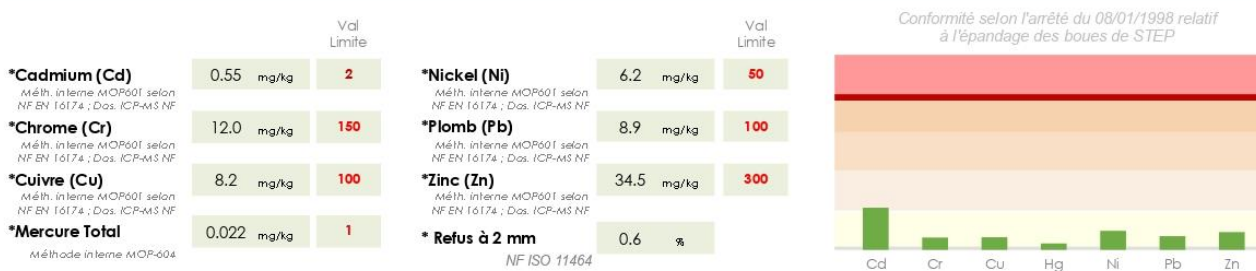 Val
Limite
*Cadmium (Cd) 0.55 mg/kg 2
Méth. interne MOP601 selon
NF EN 16174 ; Dos. ICP-MS NF
*Chrome (Cr) 12.0 mg/kg 150
Méth. interne MOP601 selon
NF EN 16174 ; Dos. ICP-MS NF
*Cuivre (Cu) 8.2 mg/kg 100
Méth. interne MOP601 selon
NF EN 16174 ; Dos. ICP-MS NF
*Mercure Total 0.022 mg/kg 1
Méthode interne MOP-604
Val
Limite
*Nickel (Ni) 6.2 mg/kg 50
Méth. interne MOP601 selon
NF EN 16174 ; Dos. ICP-MS NF
*Plomb (Pb) 8.9 mg/kg 100
Méth. interne MOP601 selon
NF EN 16174 ; Dos. ICP-MS NF
*Zinc (Zn) 34.5 mg/kg 300
Méth. interne MOP601 selon
NF EN 16174 ; Dos. ICP-MS NF
* Refus à 2 mm 0.6 %
NF ISO 11464
Conformité selon l'arrêté du 08/01/1998 relatif
à l'épandage des boues de STEP
Cd Cr Cu Hg Ni Pb Zn